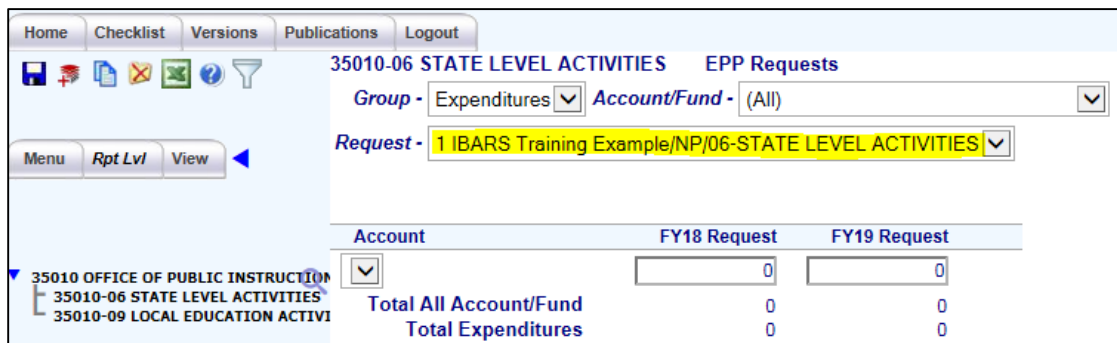 Home Checklist Versions Publications Logout
35010-06 STATE LEVEL ACTIVITIES EPP Requests
Group - Expenditures Account/Fund - (All)
Request - 1 IBARS Training Example/NP/06-STATE LEVEL ACTIVITIES
Menu Rpt Lvl View
Account FY18 Request FY19 Request
0 0
Total All Account/Fund 0 0
Total Expenditures 0 0
35010 OFFICE OF PUBLIC INSTRUCTION
35010-06 STATE LEVEL ACTIVITIES
35010-09 LOCAL EDUCATION ACTIVI